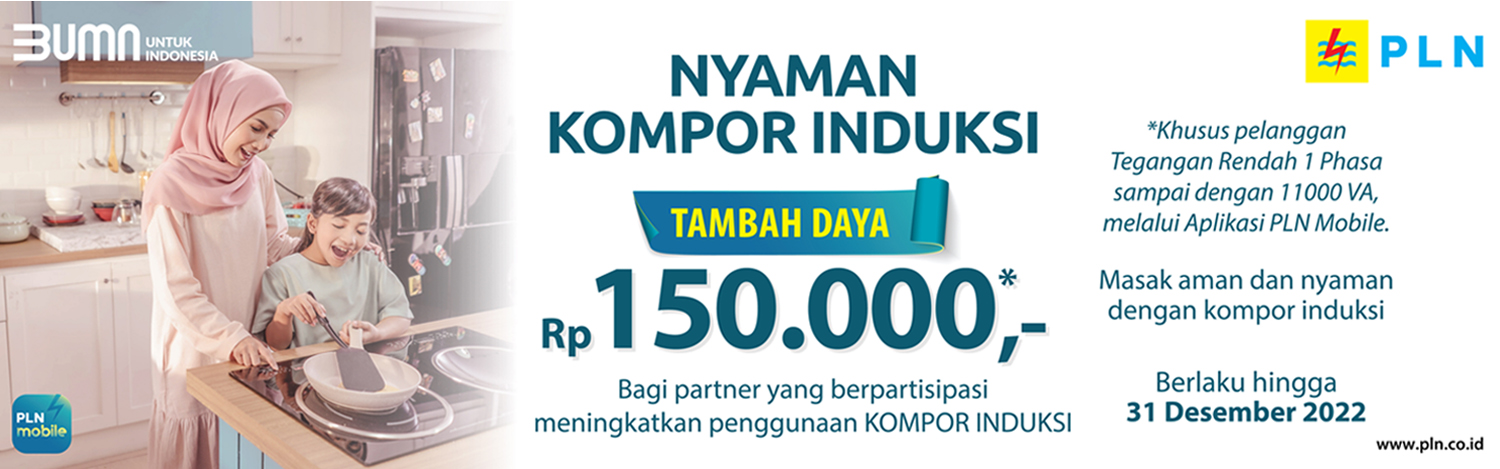 BUMN UNTUK
INDONESIA
NYAMAN
KOMPOR INDUKSI
TAMBAH DAYA
Rp 150.000,-*
Bagi partner yang berpartisipasi
meningkatkan penggunaan KOMPOR INDUKSI
PLN
*Khusus pelanggan
Tegangan Rendah 1 Phasa
sampai dengan 11000 VA,
melalui Aplikasi PLN Mobile.
Masak aman dan nyaman
dengan kompor induksi
Berlaku hingga
31 Desember 2022
www.pln.co.id
PLN
mobile